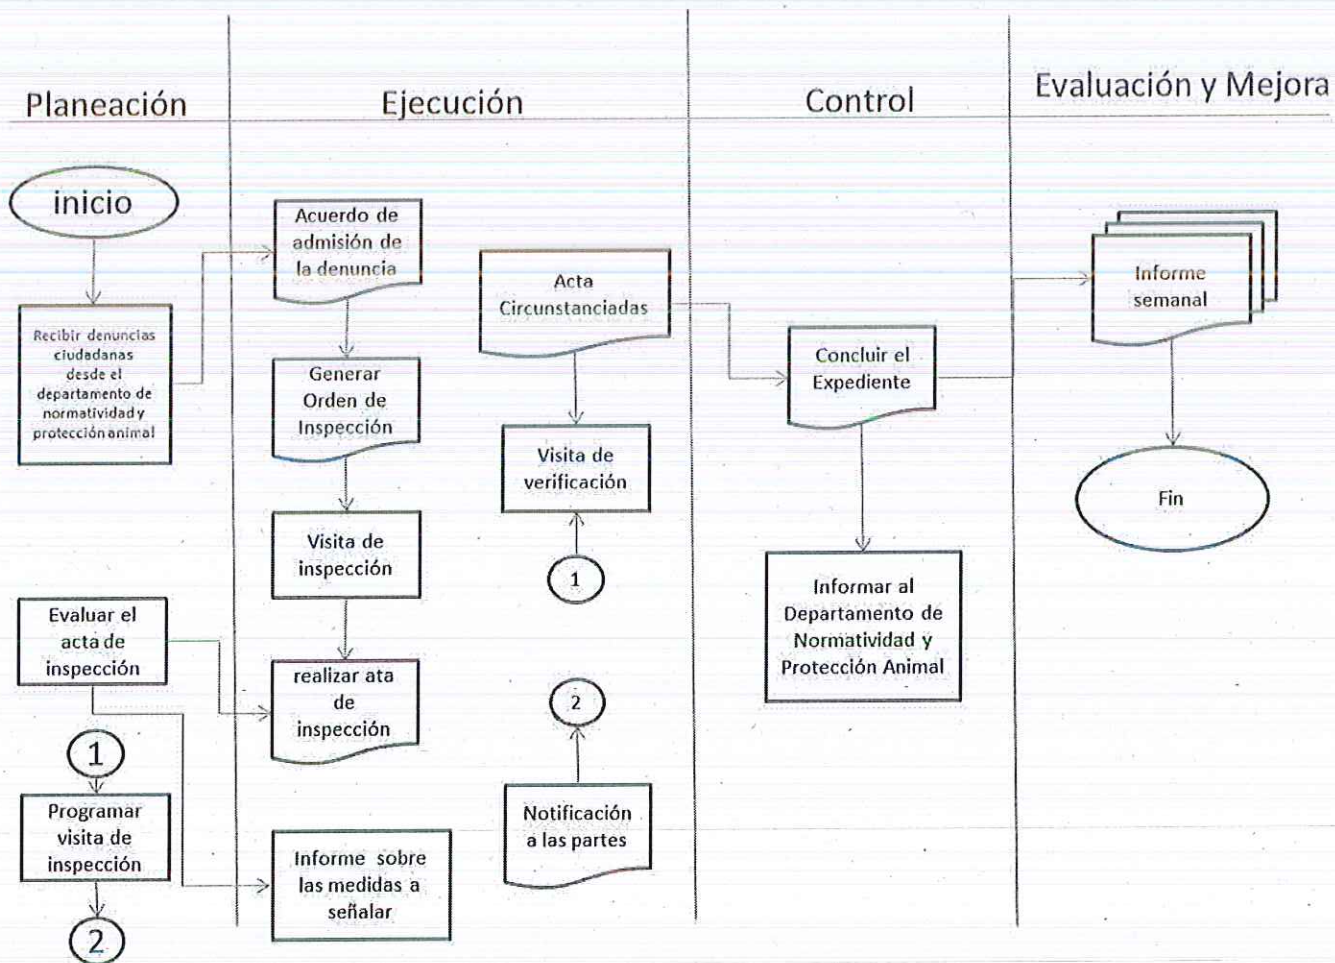 Planeación
Ejecución
Control
Evaluación y Mejora
inicio
Recibir denuncias
ciudadanas
desde el
departamento de
normatividad y
protección animal
Evaluar el
acta de
inspección
1
Programar
visita de
inspección
2
Acuerdo de
admisión de
la denuncia
Generar
Orden de
Inspección
Visita de
inspección
realizar ata
de
inspección
Informe sobre
las medidas a
señalar
Acta
Circunstanciadas
Visita de
verificación
1
2
Notificación
a las partes
Concluir el
Expediente
Informar al
Departamento de
Normatividad y
Protección Animal
Informe
semanal
Fin